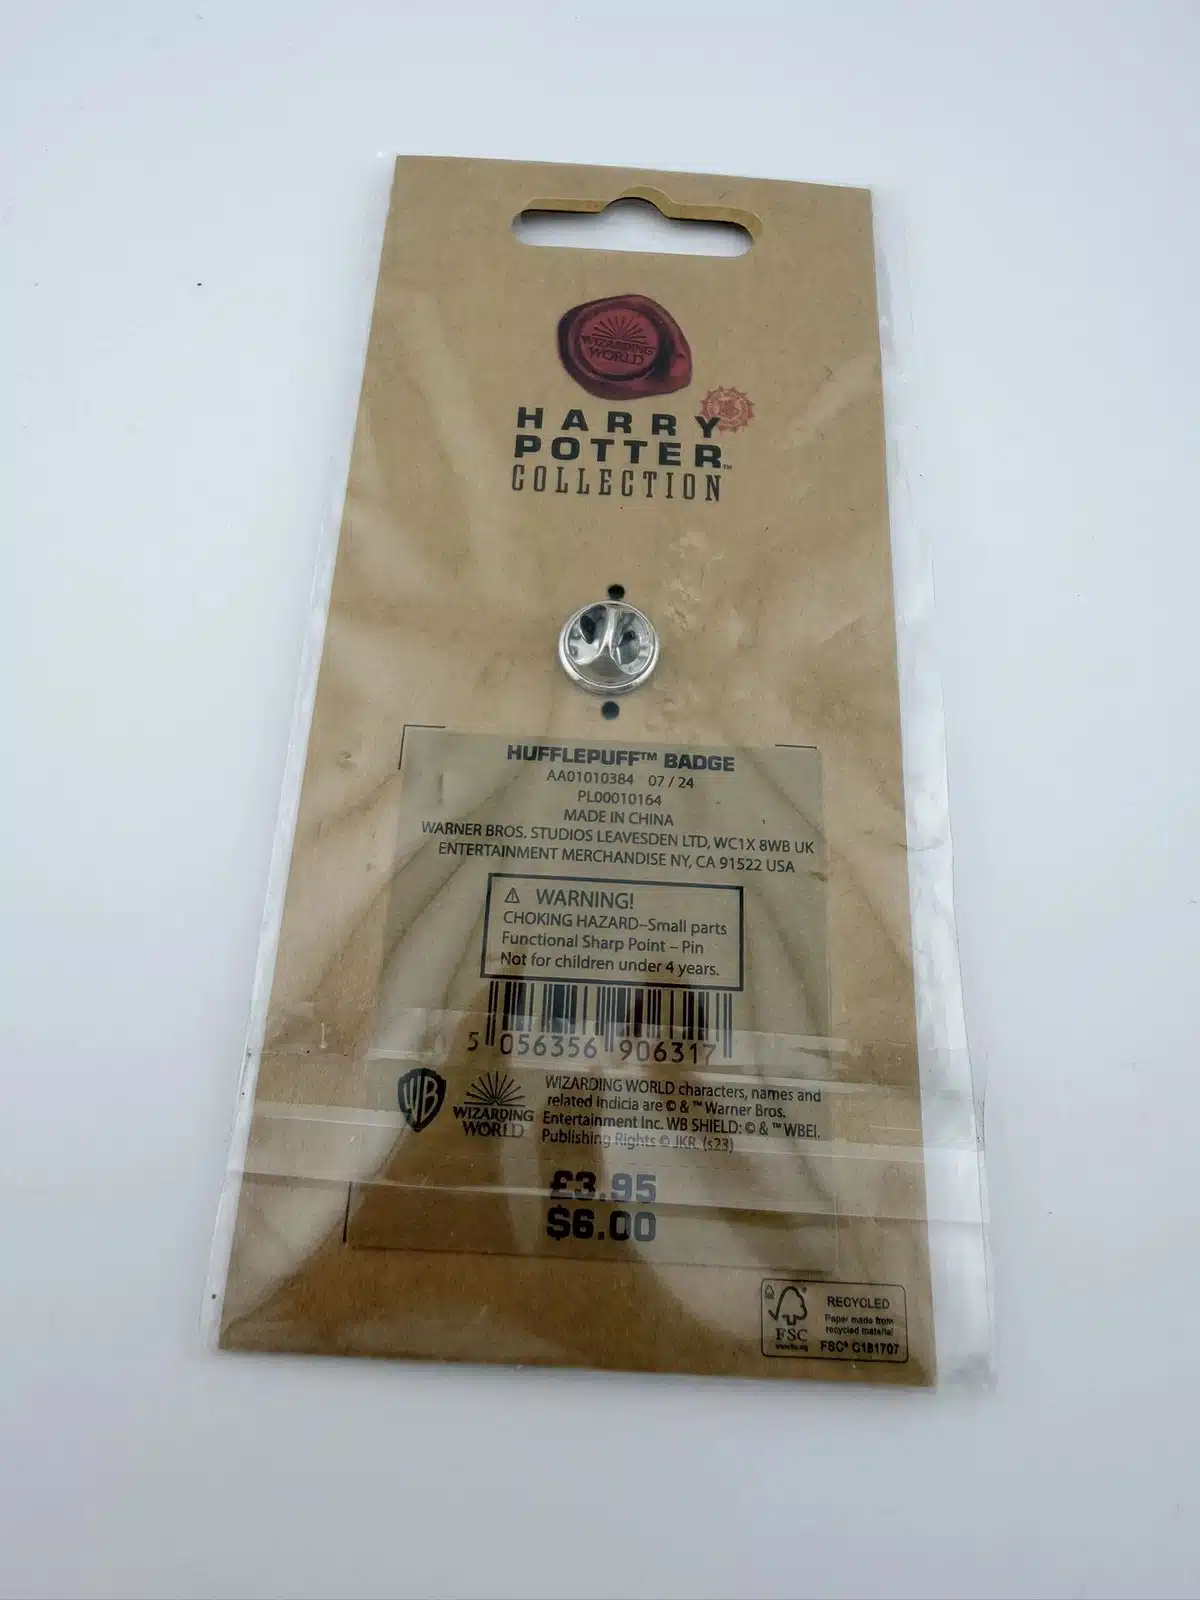 WIZARDING
WORLD
HARRY
POTTER™
COLLECTION
HUFFLEPUFF™ BADGE
AA01010384 07 / 24
PL00010164
MADE IN CHINA
WARNER BROS. STUDIOS LEAVESDEN LTD, WC1X 8WB UK
ENTERTAINMENT MERCHANDISE NY, CA 91522 USA
⚠ WARNING!
CHOKING HAZARD--Small parts
Functional Sharp Point – Pin
Not for children under 4 years.
5 056356 906317
WB
WIZARDING
WORLD
WIZARDING WORLD characters, names and
related indicia are © & ™ Warner Bros.
Entertainment Inc. WB SHIELD: © & ™ WBEI.
Publishing Rights © JKR. (s23)
£3.95
$6.00
FSC
RECYCLED
Paper made from
recycled material
FSC® C181707